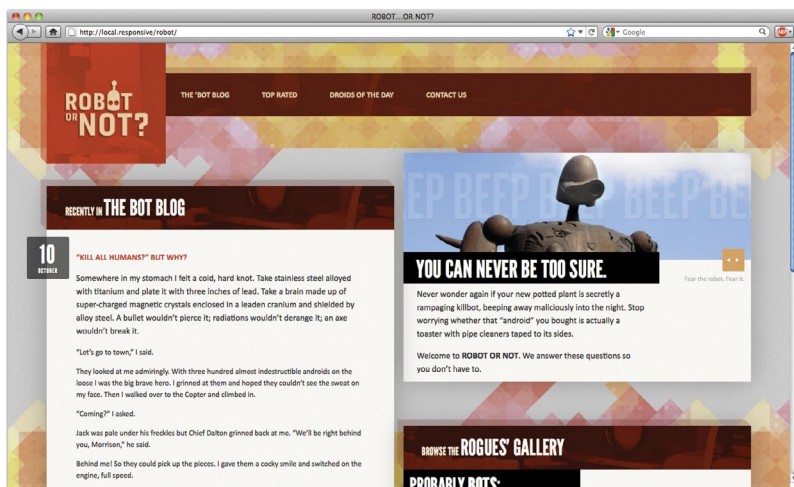 ROBOT...OR NOT?
http://local.responsive/robot/
Google
ABP
ROBOT
OR NOT?
THE 'BOT BLOG
TOP RATED
DROIDS OF THE DAY
CONTACT US
RECENTLY IN THE BOT BLOG
10
OCTOBER
"KILL ALL HUMANS?" BUT WHY?
Somewhere in my stomach I felt a cold, hard knot. Take stainless steel alloyed
with titanium and plate it with three inches of lead. Take a brain made up of
super-charged magnetic crystals enclosed in a leaden cranium and shielded by
alloy steel. A bullet wouldn't pierce it; radiations wouldn't derange it; an axe
wouldn't break it.
"Let's go to town," I said.
They looked at me admiringly. With three hundred almost indestructible androids on the
loose I was the big brave hero. I grinned at them and hoped they couldn't see the sweat on
my face. Then I walked over to the Copter and climbed in.
"Coming?" I asked.
Jack was pale under his freckles but Chief Dalton grinned back at me. "We'll be right behind
you, Morrison," he said.
Behind me! So they could pick up the pieces. I gave them a cocky smile and switched on the
engine, full speed.
EP BEEP B EEP BEEP BE
YOU CAN NEVER BE TOO SURE.
Fear the robot. Fear it.
Never wonder again if your new potted plant is secretly a
rampaging killbot, beeping away maliciously into the night. Stop
worrying whether that "android" you bought is actually a
toaster with pipe cleaners taped to its sides.
Welcome to ROBOT OR NOT. We answer these questions so
you don't have to.
BROWSE THE ROGUES' GALLERY
PROBABLY BOTS: